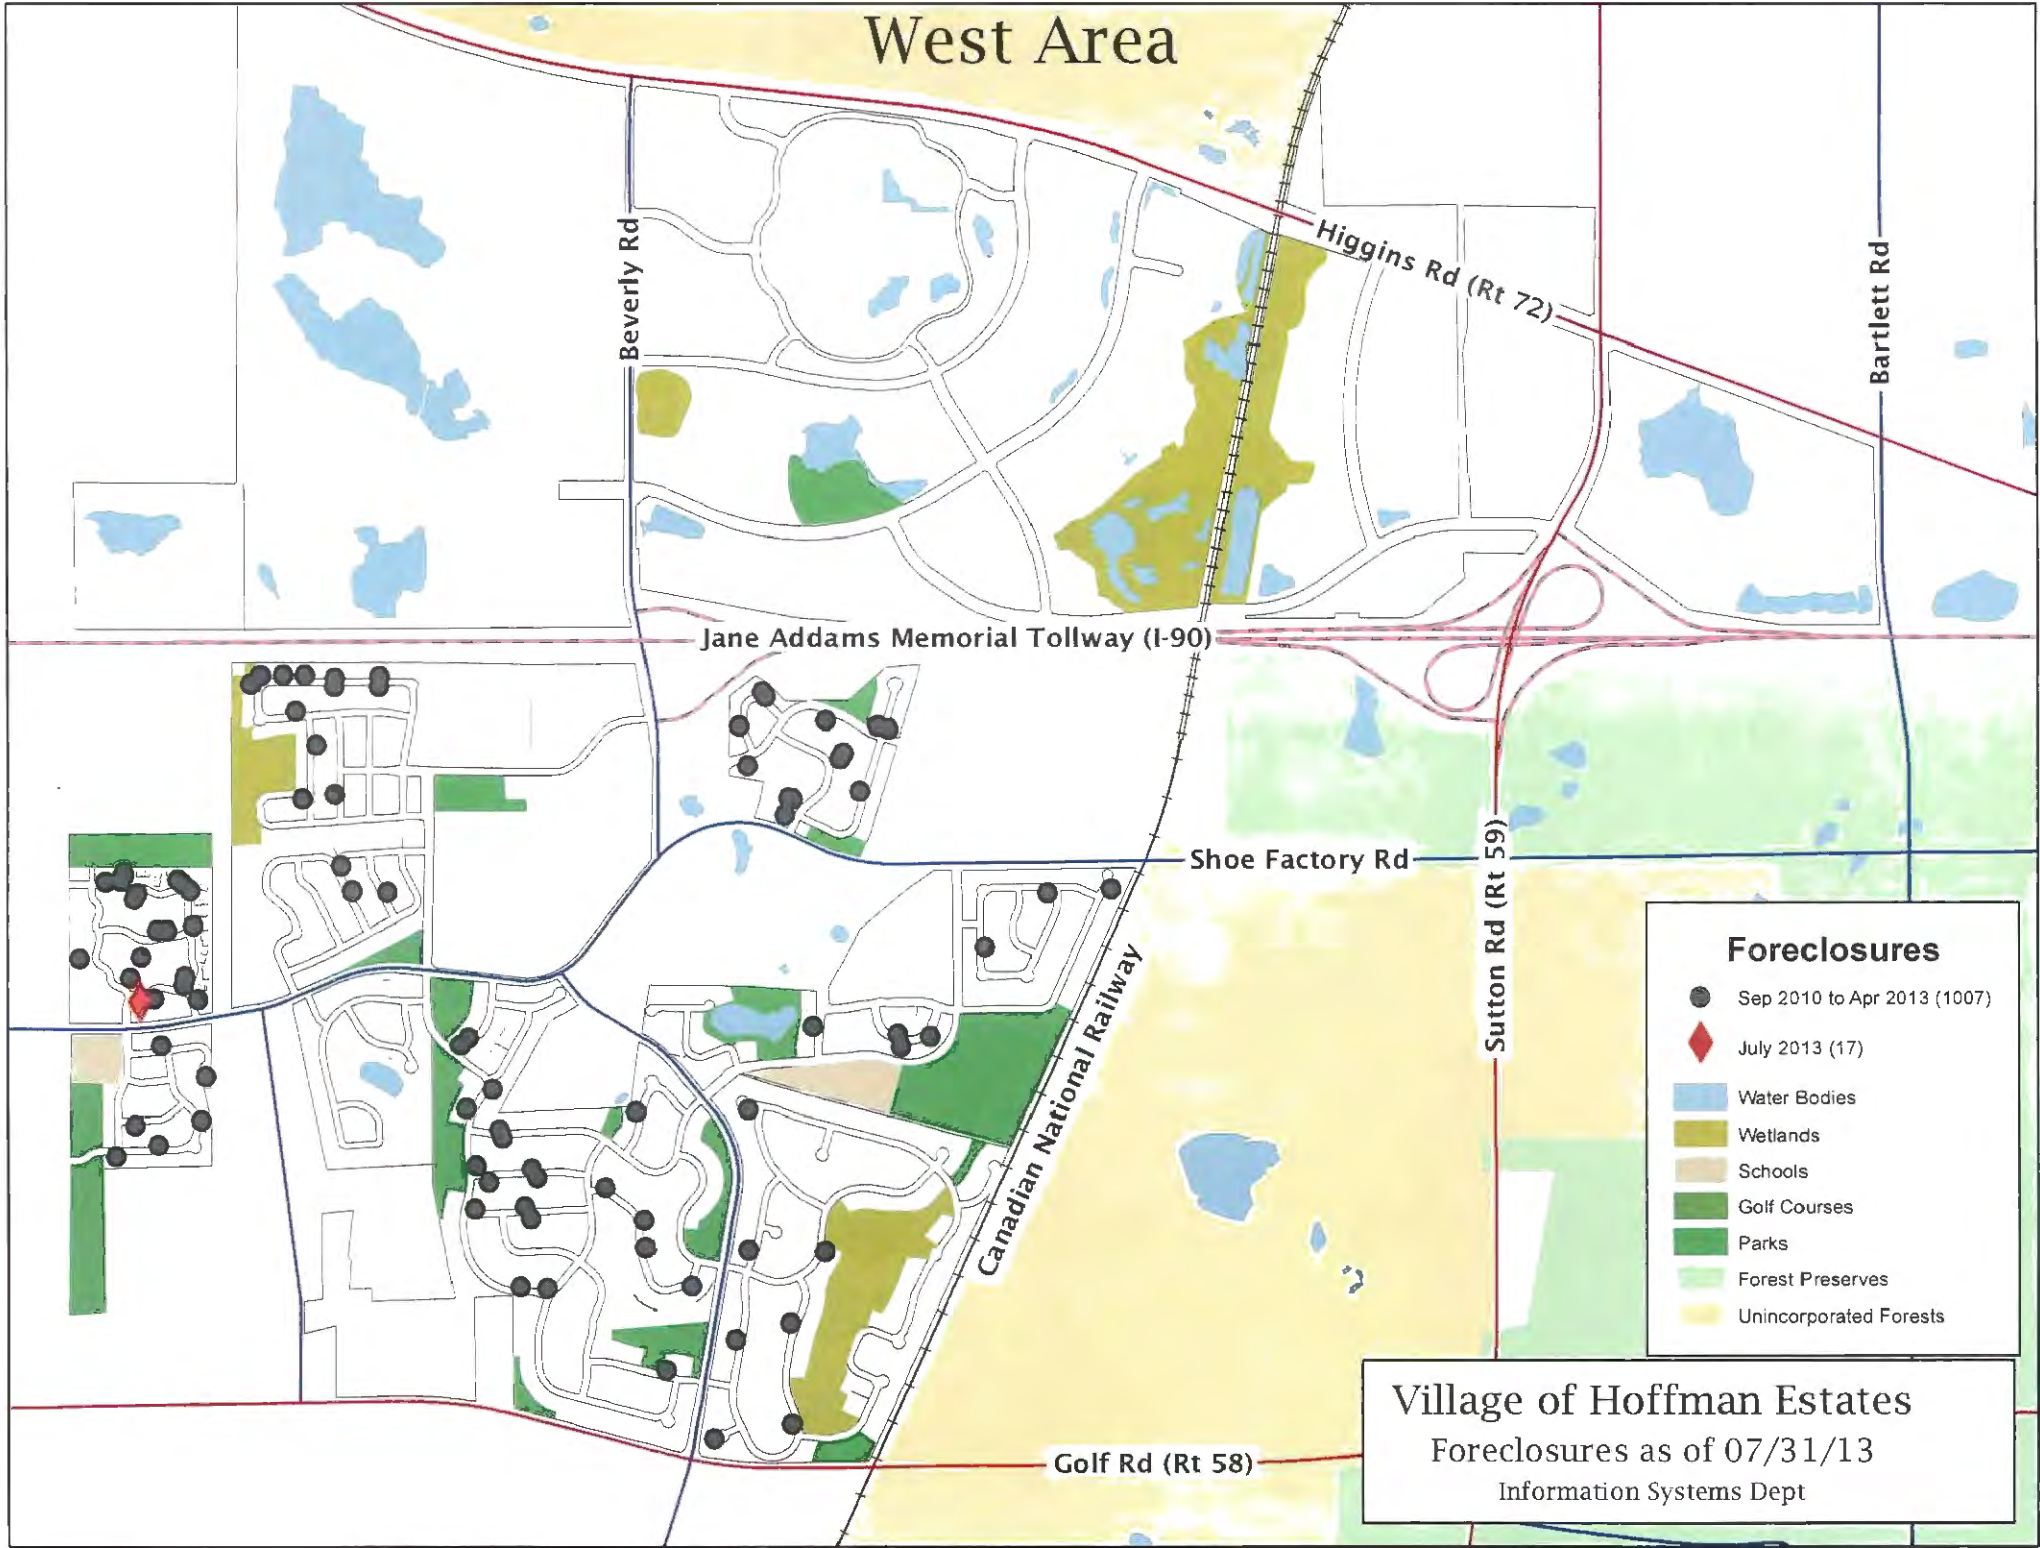 West Area
Higgins Rd (Rt 72)
Beverly Rd
Bartlett Rd
Jane Addams Memorial Tollway (I-90)
Shoe Factory Rd
Sutton Rd (Rt 59)
Canadian National Railway
Golf Rd (Rt 58)
Foreclosures
Sep 2010 to Apr 2013 (1007)
July 2013 (17)
Water Bodies
Wetlands
Schools
Golf Courses
Parks
Forest Preserves
Unincorporated Forests
Village of Hoffman Estates
Foreclosures as of 07/31/13
Information Systems Dept